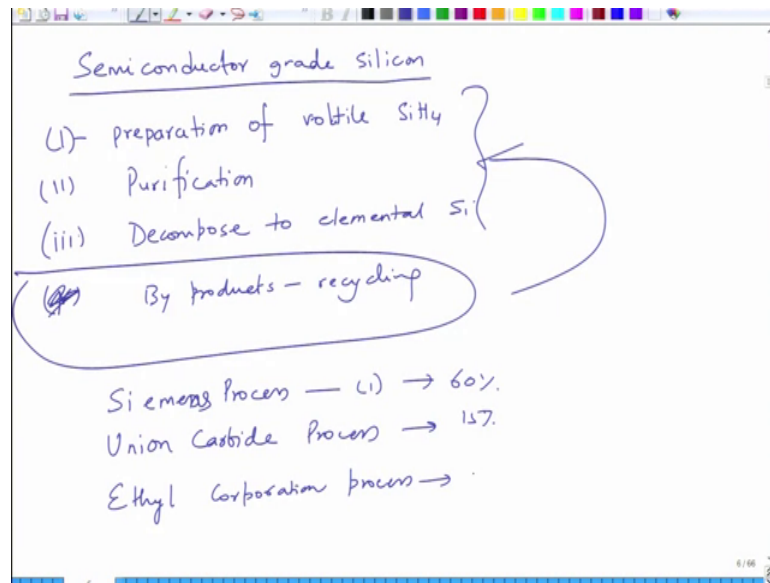 Semiconductor grade silicon
(i)- preparation of voltile SiH4
(ii) Purification
(iii) Decompose to elemental Si
By products - recycling
Siemens Process — (i) → 60%.
Union Carbide Process → 15%.
Ethyl Corporation process →
6/66